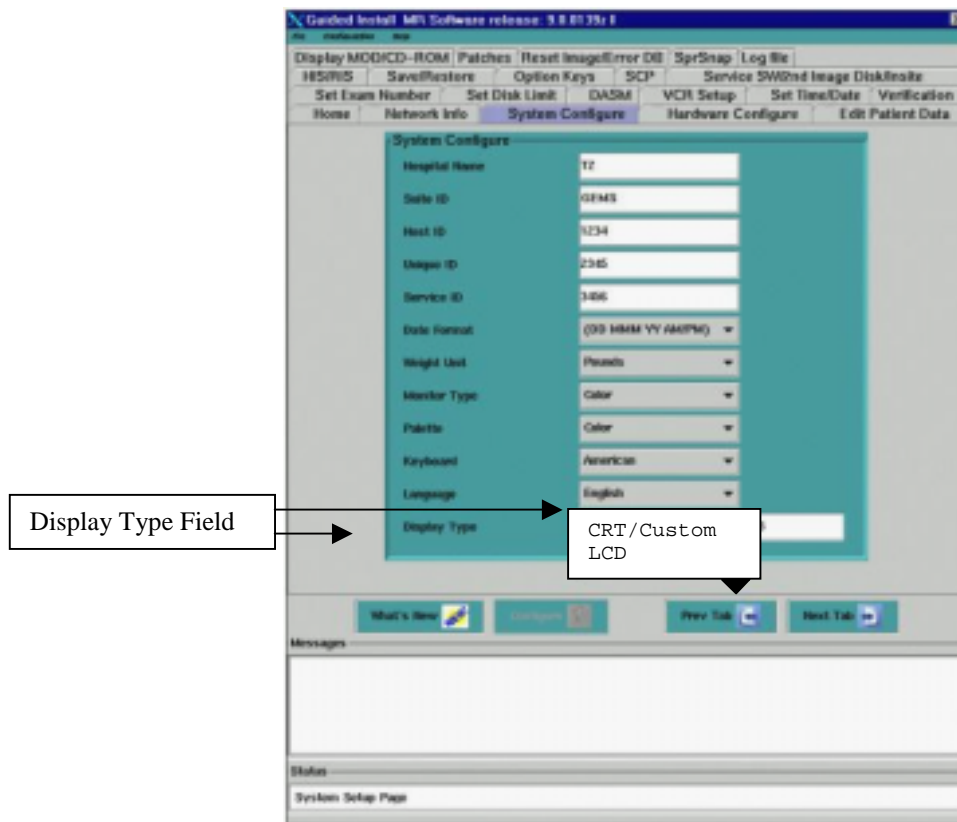 Guided Install MR Software release: 9.0.0139z 0
File Configuration Help
Display MOD/CD-ROM Patches Reset Image/Error DB SprSnap Log file
HIS/RIS Save/Restore Option Keys SCP Service SW/2nd Image Disk/Insite
Set Exam Number Set Disk Limit DASM VCR Setup Set Time/Date Verification
Home Network Info System Configure Hardware Configure Edit Patient Data
System Configure
Hospital Name TZ
Suite ID GEMS
Host ID 1234
Unique ID 2345
Service ID 3456
Date Format (DD MMM YY AM/PM)
Weight Unit Pounds
Monitor Type Color
Palette Color
Keyboard American
Language English
Display Type Field
Display Type
CRT/Custom
LCD
What's New Configure Prev Tab Next Tab
Messages
Status
System Setup Page